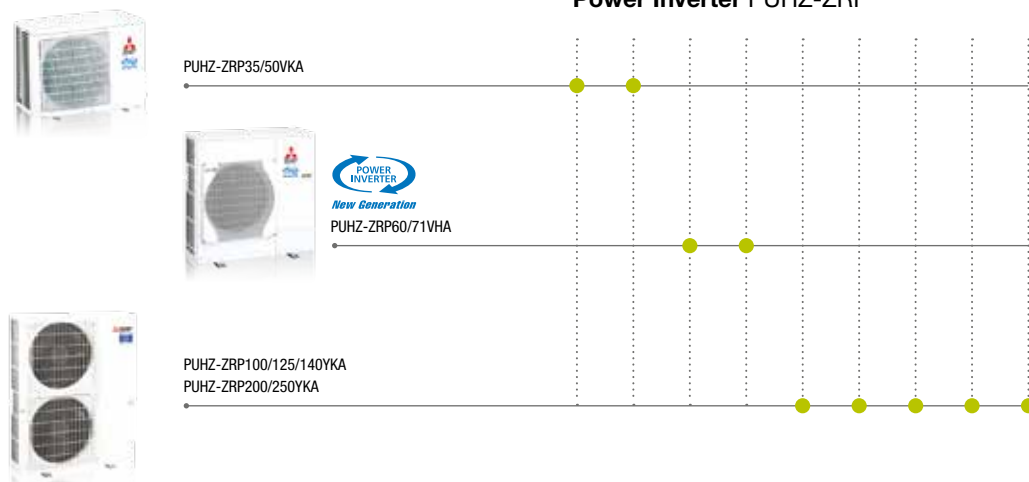 Power Inverter PUHZ-ZRP
PUHZ-ZRP35/50VKA
POWER
INVERTER
New Generation
PUHZ-ZRP60/71VHA
PUHZ-ZRP100/125/140YKA
PUHZ-ZRP200/250YKA